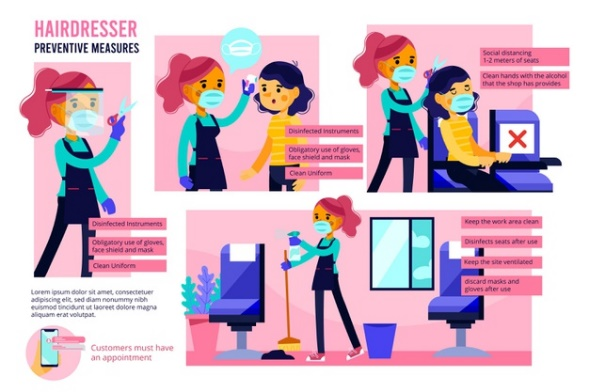 HAIRDRESSER
PREVENTIVE MEASURES
Disinfected Instruments
Obligatory use of gloves,
face shield and mask
Clean Uniform
Disinfected Instruments
Obligatory use of gloves,
face shield and mask
Clean Uniform
Social distancing
1-2 meters of seats
Clean hands with the alcohol
that the shop has provides
Lorem ipsum dolor sit amet, consectetuer
adipiscing elit, sed diam nonummy nibh
euismod tincidunt ut laoreet dolore magna
aliquam erat volutpat.
Customers must have
an appointment
Keep the work area clean
Disinfects seats after use
Keep the site ventilated
discard masks and
gloves after use